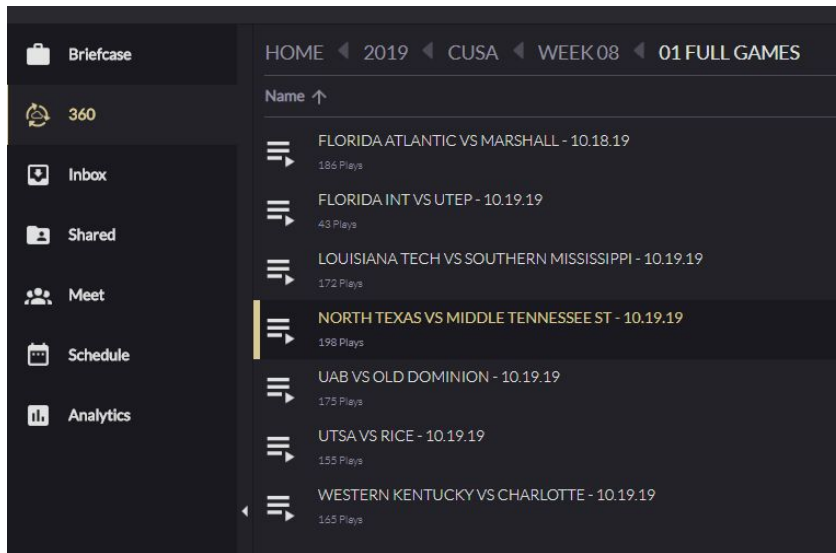 Briefcase
360
Inbox
Shared
Meet
Schedule
Analytics
HOME 2019 CUSA WEEK 08 01 FULL GAMES
Name
FLORIDA ATLANTIC VS MARSHALL - 10.18.19
186 Plays
FLORIDA INT VS UTEP - 10.19.19
43 Plays
LOUISIANA TECH VS SOUTHERN MISSISSIPPI - 10.19.19
172 Plays
NORTH TEXAS VS MIDDLE TENNESSEE ST - 10.19.19
198 Plays
UAB VS OLD DOMINION - 10.19.19
175 Plays
UTSA VS RICE - 10.19.19
155 Plays
WESTERN KENTUCKY VS CHARLOTTE - 10.19.19
165 Plays